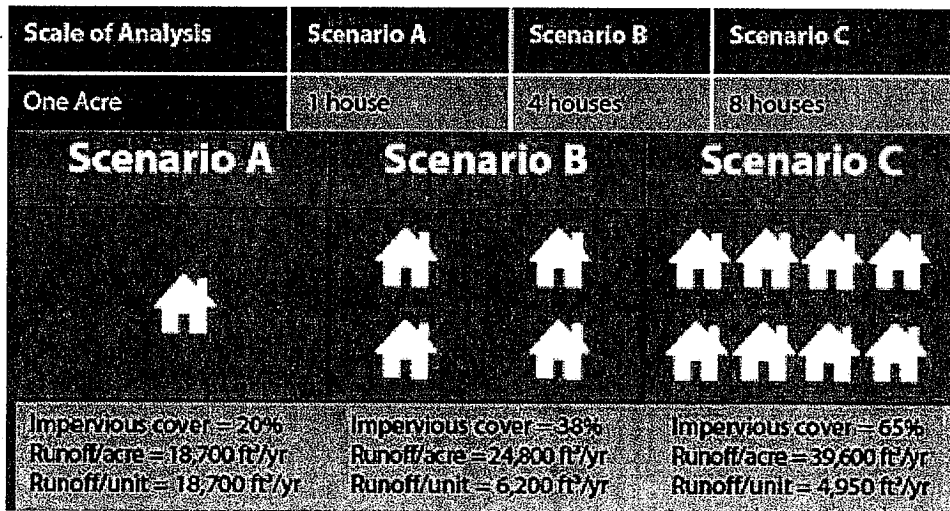 Scale of Analysis Scenario A Scenario B Scenario C
One Acre 1 house 4 houses 8 houses
Scenario A Scenario B Scenario C
Impervious cover = 20% Impervious cover = 38% Impervious cover = 65%
Runoff/acre = 18,700 ft³/yr Runoff/acre = 24,800 ft³/yr Runoff/acre = 39,600 ft³/yr
Runoff/unit = 18,700 ft³/yr Runoff/unit = 6,200 ft³/yr Runoff/unit = 4,950 ft³/yr